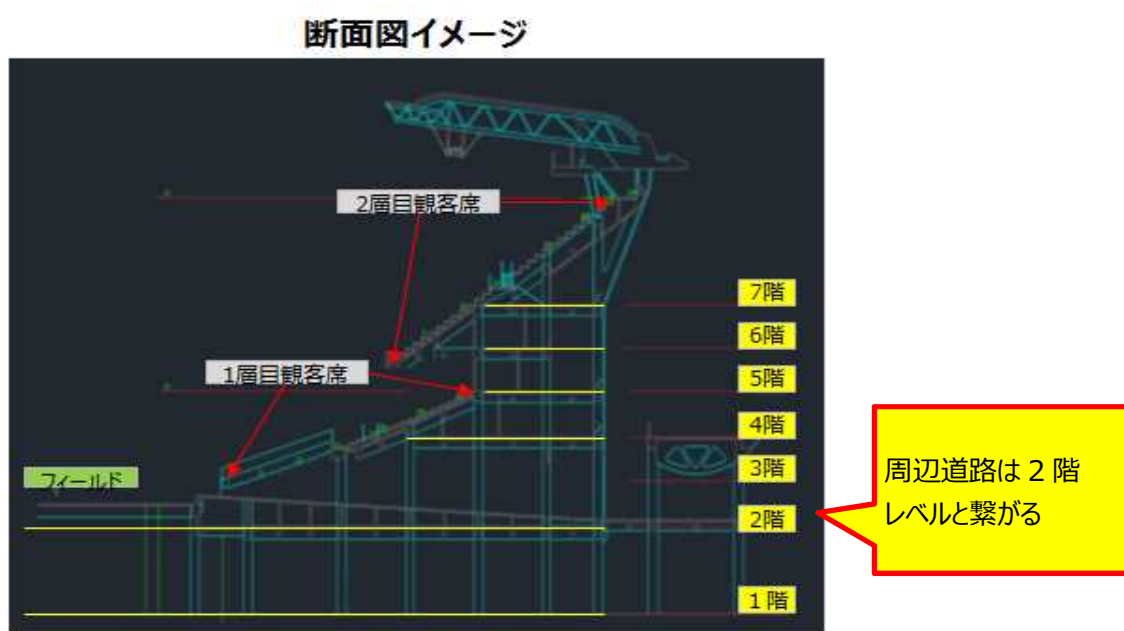 断面図イメージ
2層目観客席
7階
6階
1層目観客席
5階
4階
3階
フィールド
2階
1階
周辺道路は2階
レベルと繋がる